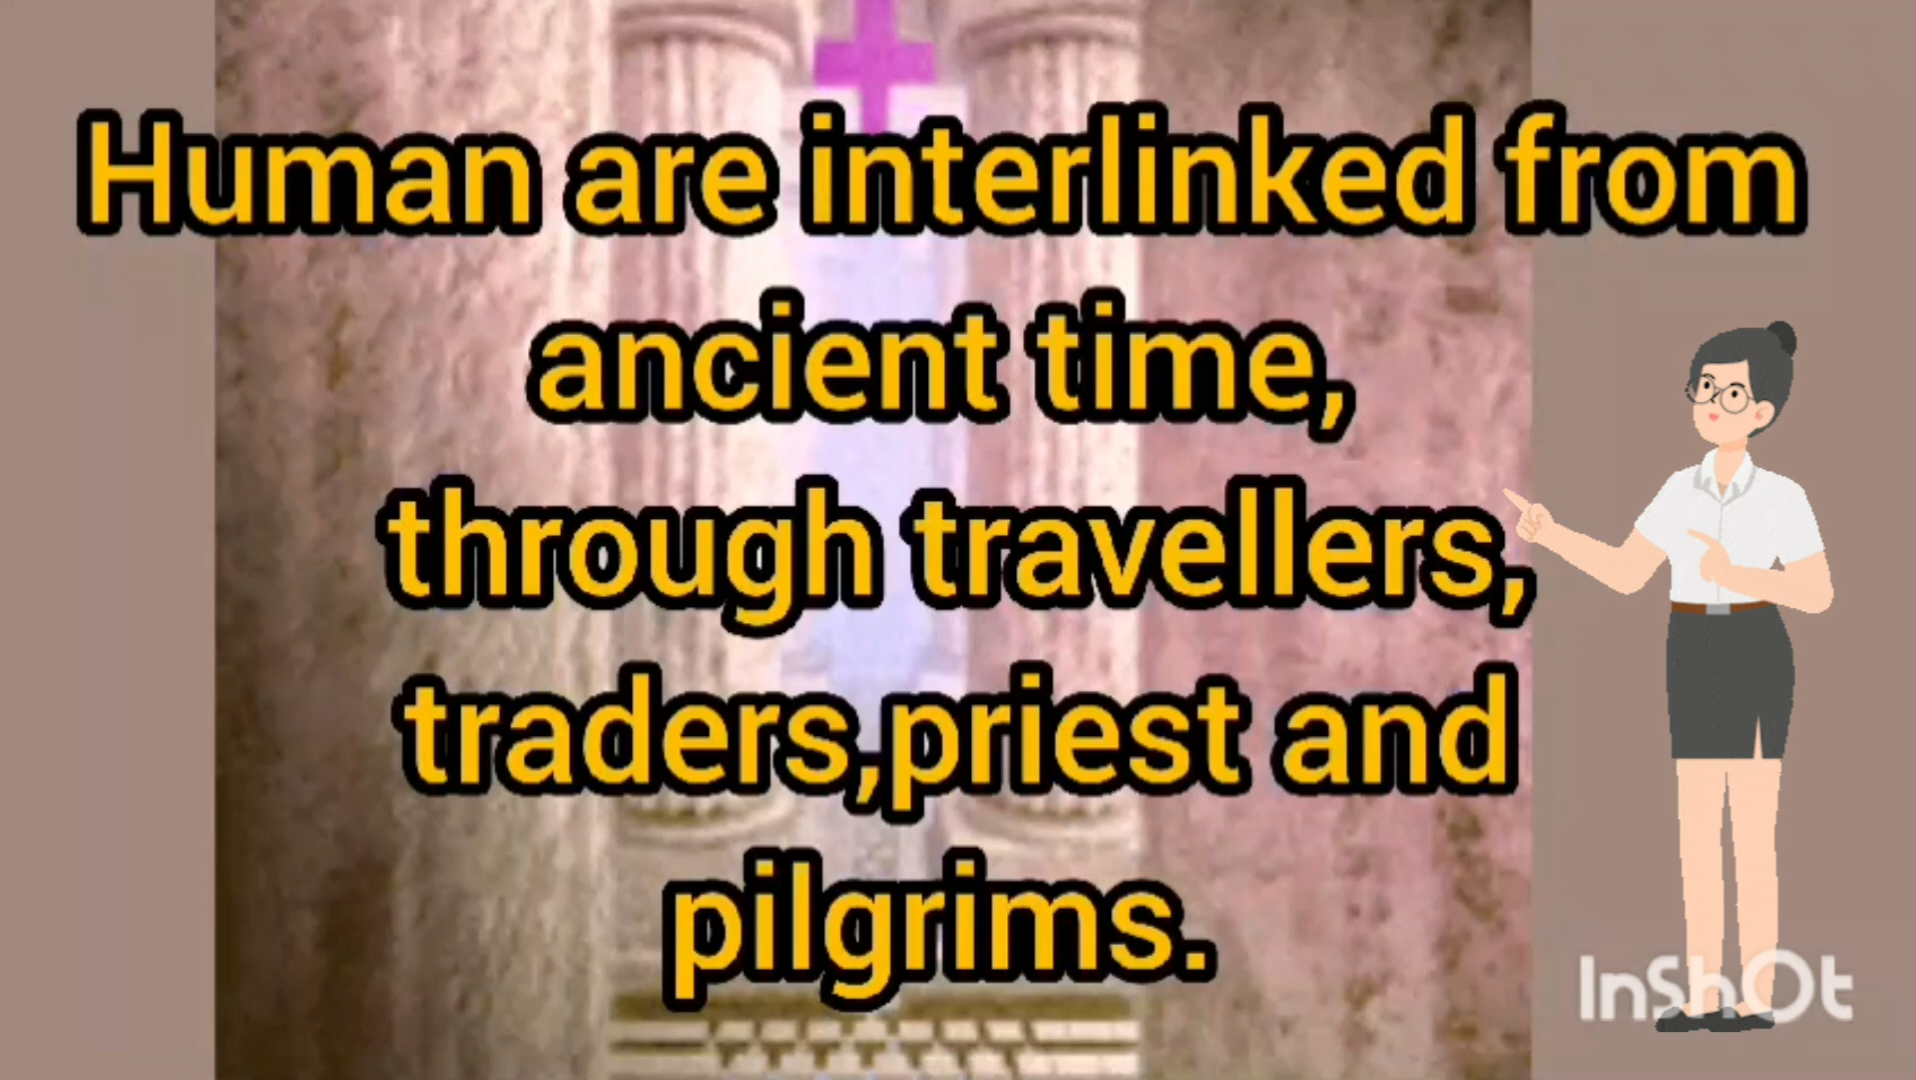 Human are interlinked from
ancient time,
through travellers,
traders,priest and
pilgrims.
InShOt